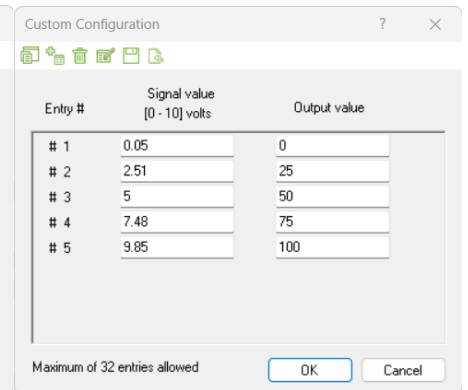 Custom Configuration ? ×
Entry # Signal value [0 - 10] volts Output value
# 1 0.05 0
# 2 2.51 25
# 3 5 50
# 4 7.48 75
# 5 9.85 100
Maximum of 32 entries allowed OK Cancel